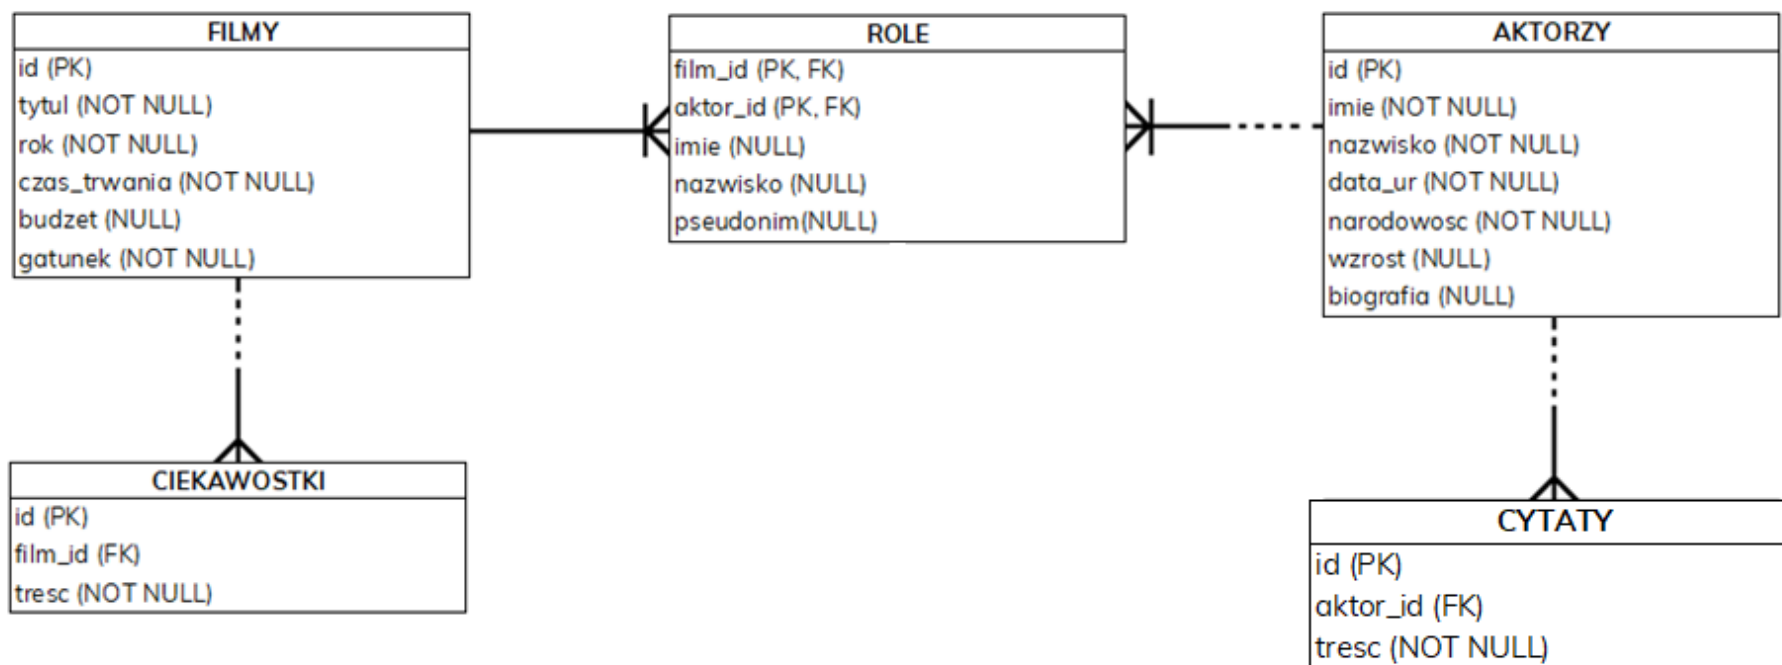 FILMY
id (PK)
tytul (NOT NULL)
rok (NOT NULL)
czas_trwania (NOT NULL)
budzet (NULL)
gatunek (NOT NULL)
ROLE
film_id (PK, FK)
aktor_id (PK, FK)
imie (NULL)
nazwisko (NULL)
pseudonim(NULL)
AKTORZY
id (PK)
imie (NOT NULL)
nazwisko (NOT NULL)
data_ur (NOT NULL)
narodowosc (NOT NULL)
wzrost (NULL)
biografia (NULL)
CIEKAWOSTKI
id (PK)
film_id (FK)
tresc (NOT NULL)
CYTATY
id (PK)
aktor_id (FK)
tresc (NOT NULL)